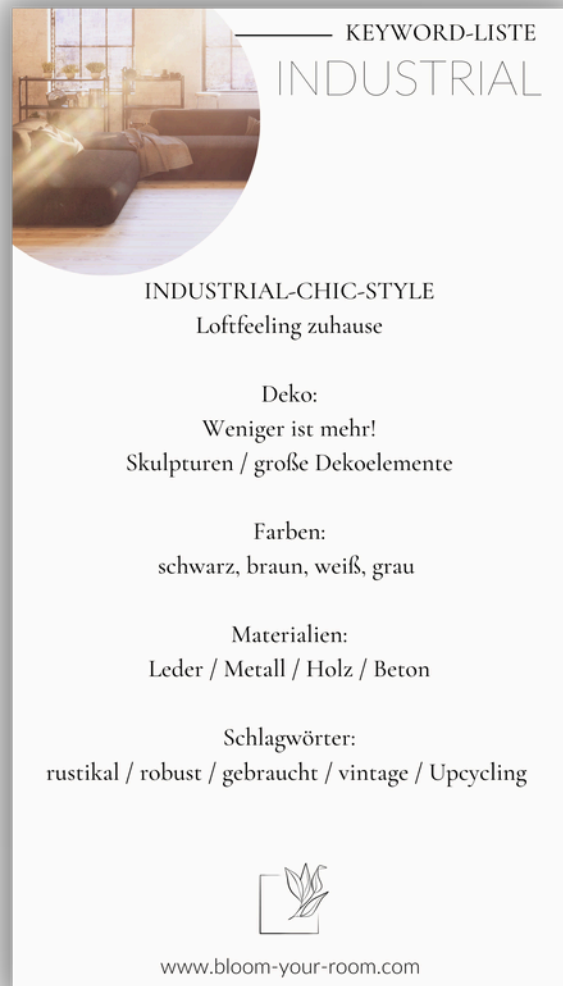 KEYWORD-LISTE
INDUSTRIAL
INDUSTRIAL-CHIC-STYLE
Loftfeeling zuhause
Deko:
Weniger ist mehr!
Skulpturen / große Dekoelemente
Farben:
schwarz, braun, weiß, grau
Materialien:
Leder / Metall / Holz / Beton
Schlagwörter:
rustikal / robust / gebraucht / vintage / Upcycling
www.bloom-your-room.com